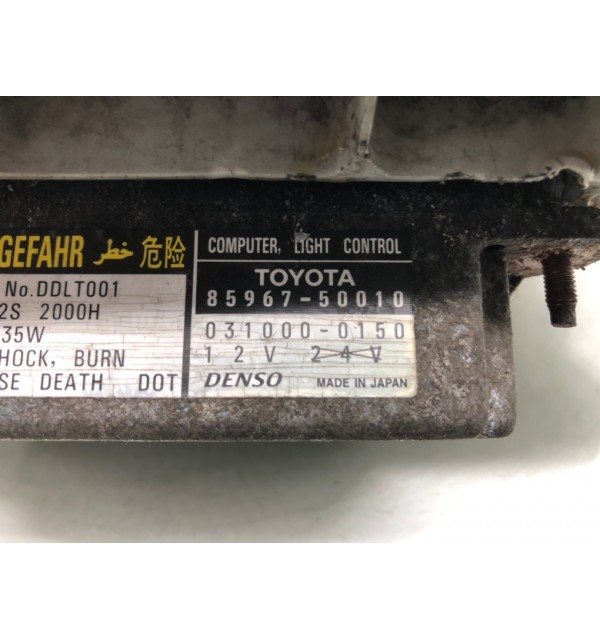 GEFAHR خطر 危险
No.DDLT001
2S 2000H
35W
HOCK, BURN
SE DEATH DOT
COMPUTER, LIGHT CONTROL
TOYOTA
85967-50010
031000-0150
12V 24V
DENSO MADE IN JAPAN